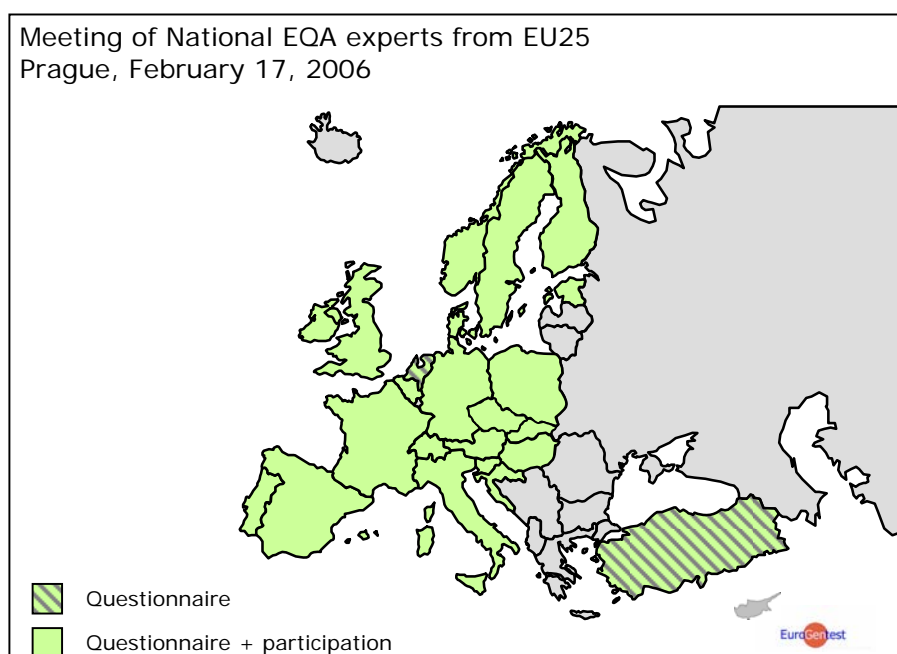 Meeting of National EQA experts from EU25
Prague, February 17, 2006
Questionnaire
Questionnaire + participation
EuroGentest